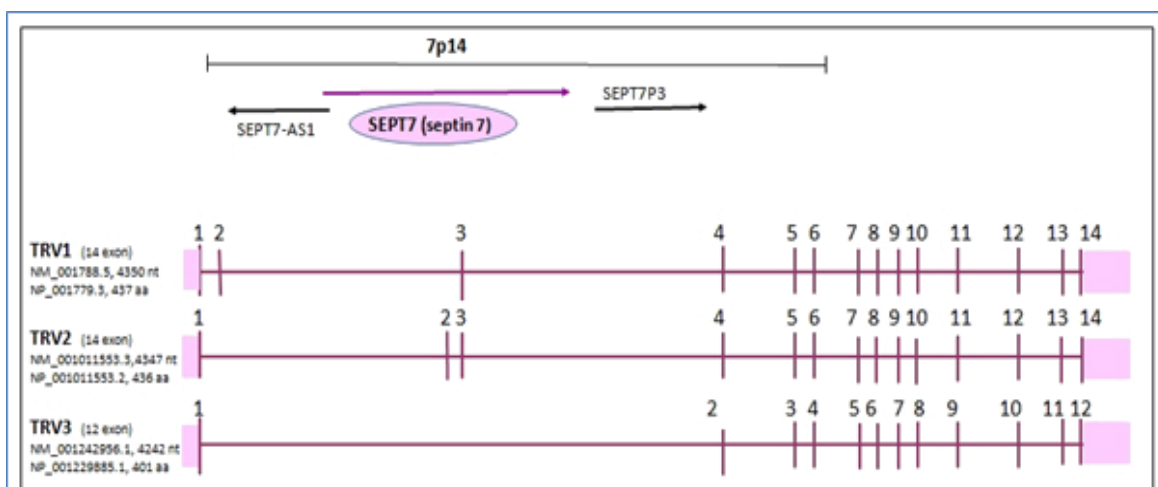 7p14
SEPT7P3
SEPT7-AS1
SEPT7 (septin 7)
1 2 3 4 5 6 7 8 9 10 11 12 13 14
TRV1 (14 exon)
NM_001788.5, 4350 nt
NP_001779.3, 437 aa
1 2 3 4 5 6 7 8 9 10 11 12 13 14
TRV2 (14 exon)
NM_001011553.3,4347 nt
NP_001011553.2, 436 aa
1 2 3 4 5 6 7 8 9 10 11 12
TRV3 (12 exon)
NM_001242956.1, 4242 nt
NP_001229885.1, 401 aa